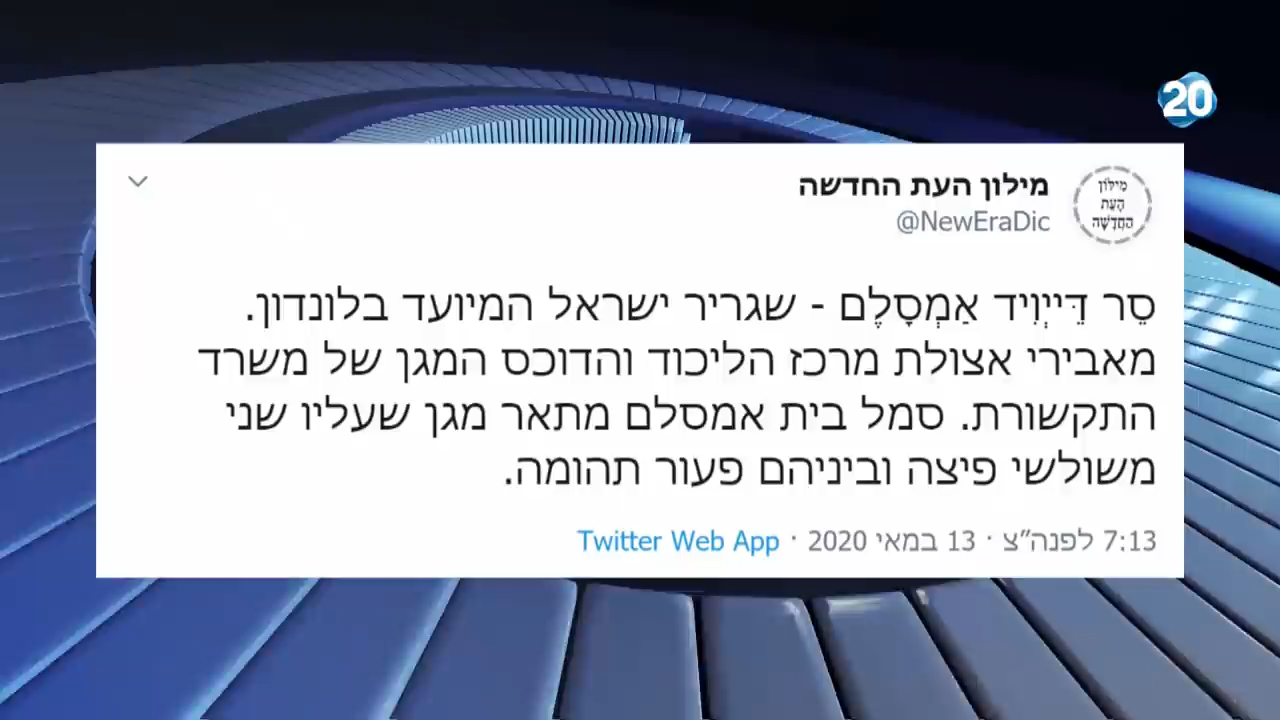 20
מילון העת החדשה
@NewEraDic
מילון
העת
החדשה
סֵר דֵּייְוִיד אַמְסָלֶם - שגריר ישראל המיועד בלונדון.
מאבירי אצולת מרכז הליכוד והדוכס המגן של משרד
התקשורת. סמל בית אמסלם מתאר מגן שעליו שני
משולשי פיצה וביניהם פעור תהומה.
7:13 לפנה”צ · 13 במאי 2020 · Twitter Web App